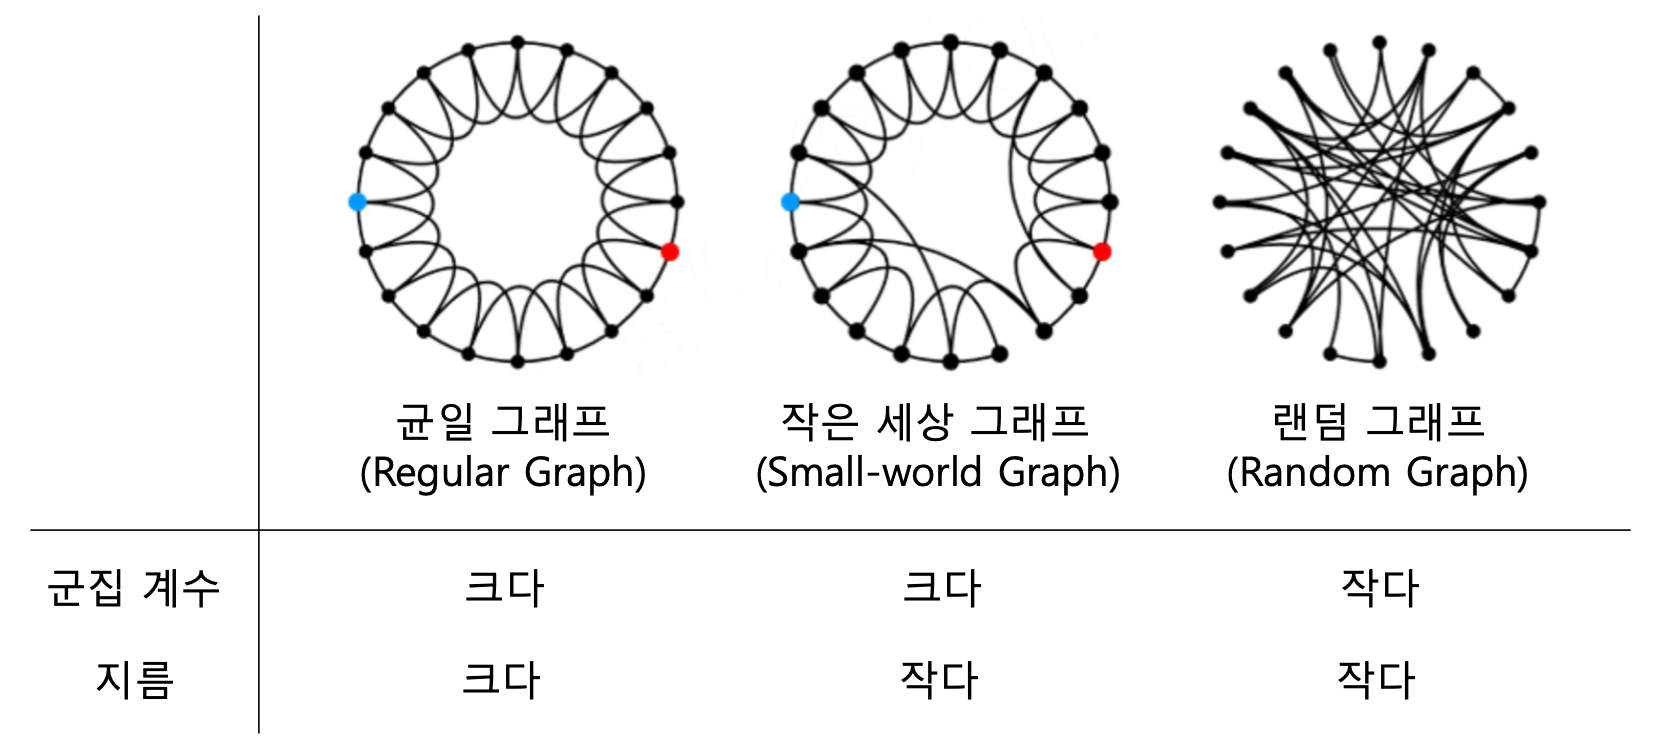 균일 그래프
(Regular Graph)
작은 세상 그래프
(Small-world Graph)
랜덤 그래프
(Random Graph)
군집 계수 크다 크다 작다
지름 크다 작다 작다